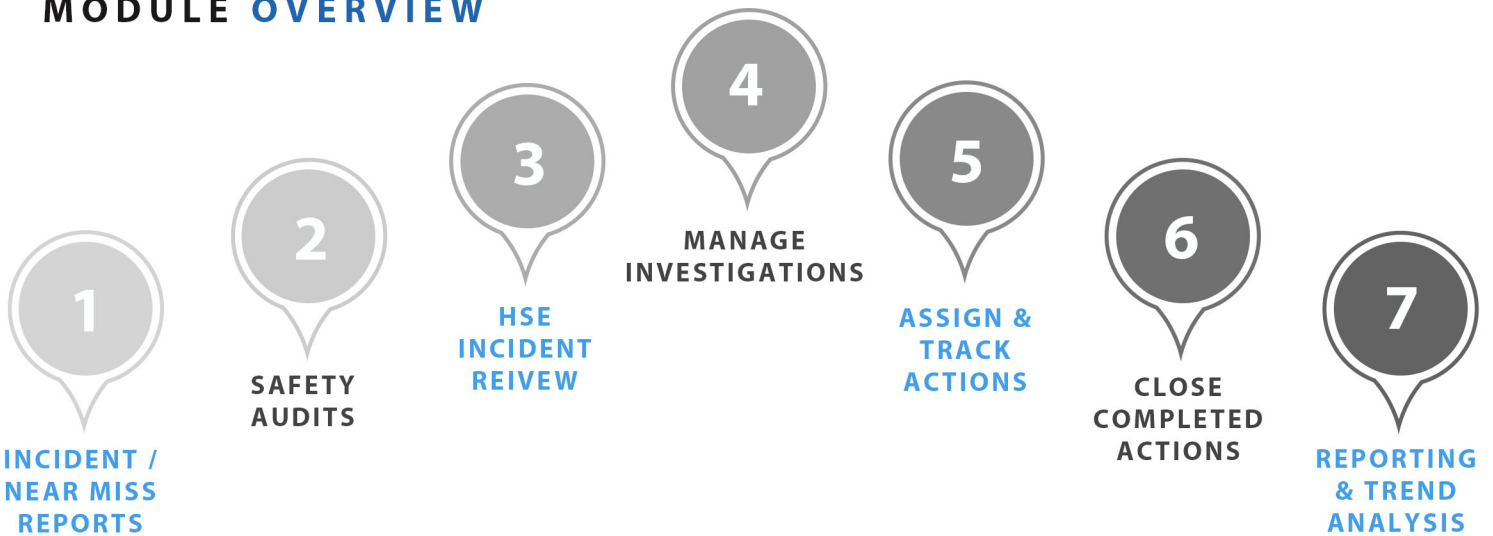 MODULE OVERVIEW
1
INCIDENT /
NEAR MISS
REPORTS
2
SAFETY
AUDITS
3
HSE
INCIDENT
REIVEW
4
MANAGE
INVESTIGATIONS
5
ASSIGN &
TRACK
ACTIONS
6
CLOSE
COMPLETED
ACTIONS
7
REPORTING
& TREND
ANALYSIS